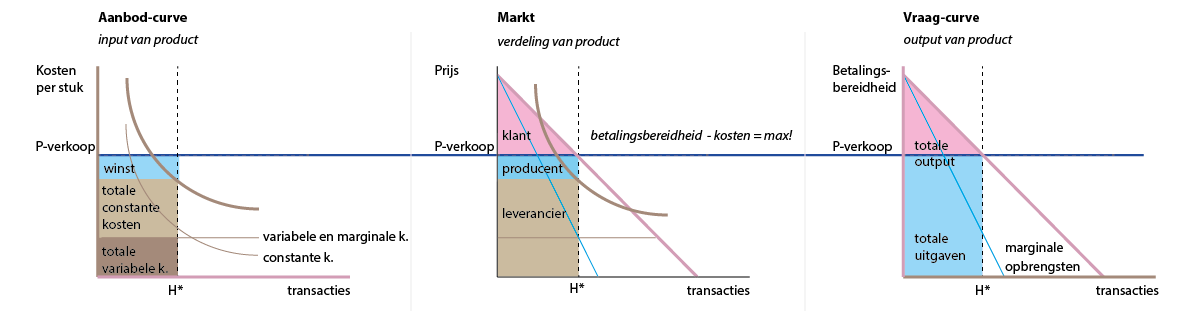 Aanbod-curve
input van product
Kosten
per stuk
P-verkoop
winst
totale
constante
kosten
totale
variabele k.
variabele en marginale k.
constante k.
H*
transacties
Markt
verdeling van product
Prijs
klant
betalingsbereidheid - kosten = max!
P-verkoop
producent
leverancier
H*
transacties
Vraag-curve
output van product
Betalings-
bereidheid
P-verkoop
totale
output
totale
uitgaven
marginale
opbrengsten
H*
transacties